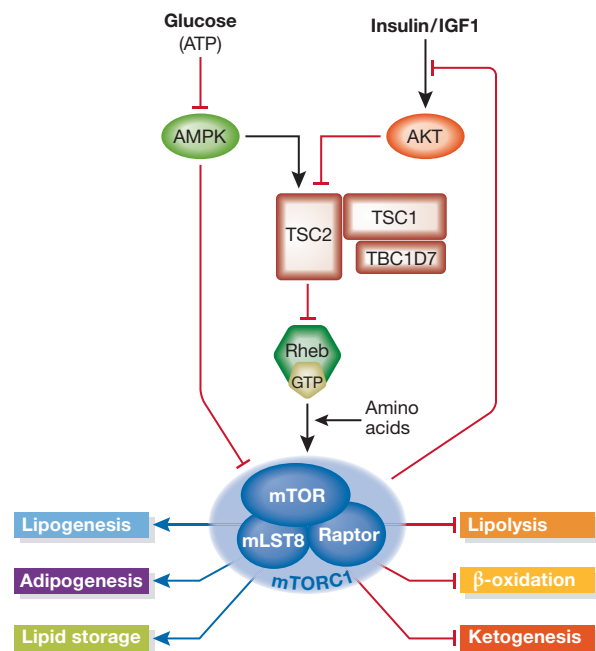 Glucose
(ATP)
Insulin/IGF1
AMPK
AKT
TSC2
TSC1
TBC1D7
Rheb
GTP
Amino
acids
mTOR
mLST8
Raptor
mTORC1
Lipogenesis
Lipolysis
Adipogenesis
β-oxidation
Lipid storage
Ketogenesis